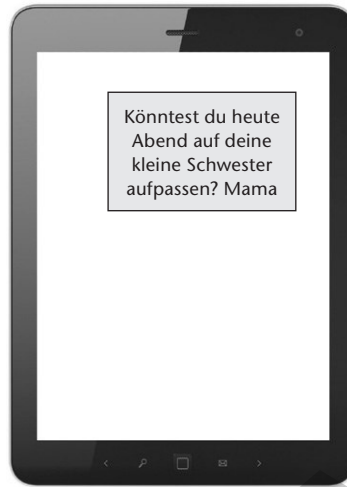 Könntest du heute
Abend auf deine
kleine Schwester
aufpassen? Mama